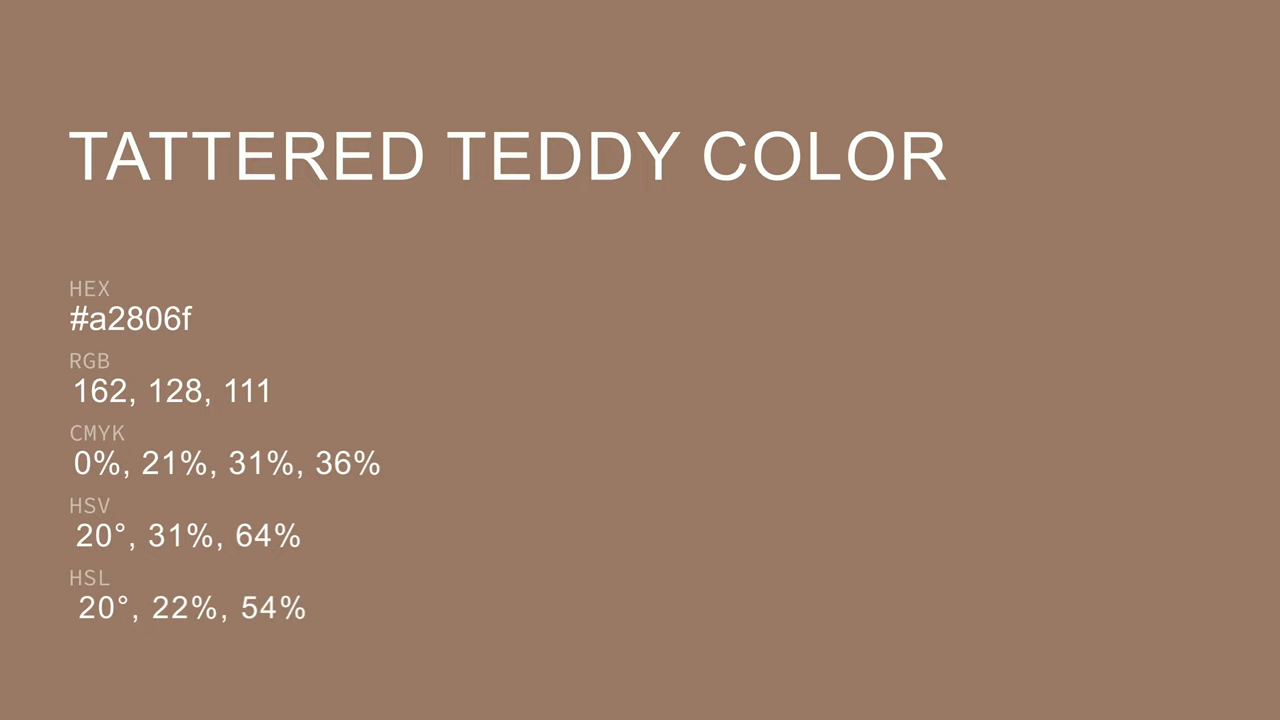 TATTERED TEDDY COLOR
HEX
#a2806f
RGB
162, 128, 111
CMYK
0%, 21%, 31%, 36%
HSV
20°, 31%, 64%
HSL
20°, 22%, 54%